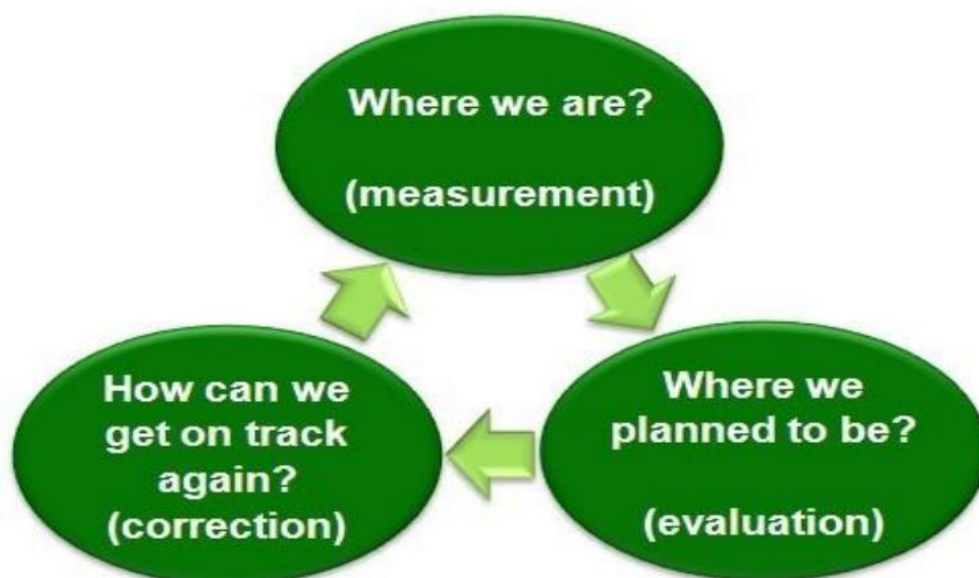 Where we are?
(measurement)
Where we
planned to be?
(evaluation)
How can we
get on track
again?
(correction)